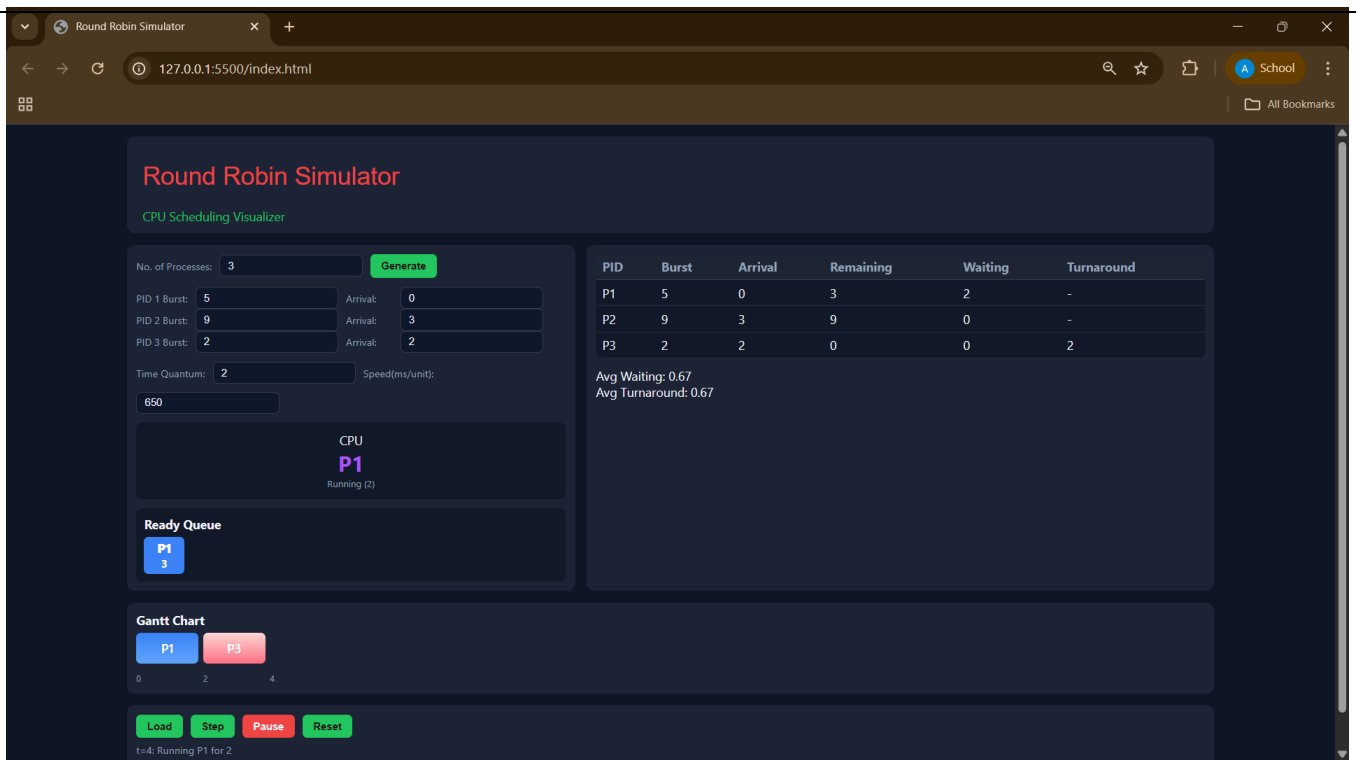 Round Robin Simulator
127.0.0.1:5500/index.html
A School
All Bookmarks
Round Robin Simulator
CPU Scheduling Visualizer
No. of Processes: 3 Generate
PID 1 Burst: 5 Arrival: 0
PID 2 Burst: 9 Arrival: 3
PID 3 Burst: 2 Arrival: 2
Time Quantum: 2 Speed(ms/unit):
650
CPU
P1
Running (2)
Ready Queue
P1
3
PID Burst Arrival Remaining Waiting Turnaround
P1 5 0 3 2 -
P2 9 3 9 0 -
P3 2 2 0 0 2
Avg Waiting: 0.67
Avg Turnaround: 0.67
Gantt Chart
P1 P3
0 2 4
Load Step Pause Reset
t=4: Running P1 for 2